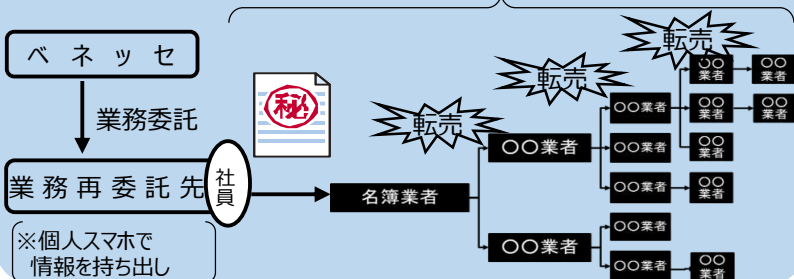 ベネッセ
業務委託
業務再委託先
社員
※個人スマホで
情報を持ち出し
㊙
名簿業者
転売
転売
転売
〇〇業者
〇〇業者
〇〇業者
〇〇業者
〇〇業者
〇〇業者
〇〇業者
〇〇
業者
〇〇
業者
〇〇
業者
〇〇
業者
〇〇
業者
〇〇
業者
〇〇
業者